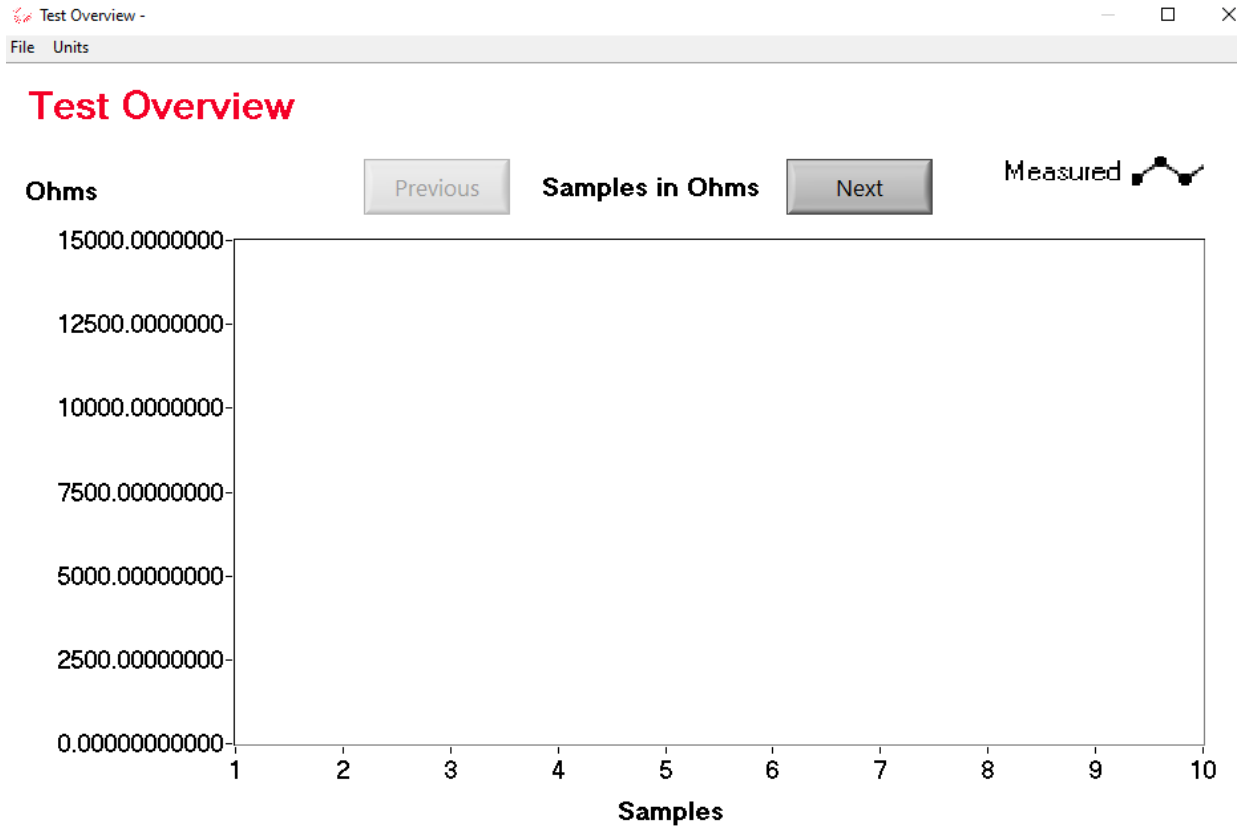 Test Overview -
File Units
Test Overview
Ohms
Previous
Samples in Ohms
Next
Measured
15000.0000000
12500.0000000
10000.0000000
7500.00000000
5000.00000000
2500.00000000
0.00000000000
1 2 3 4 5 6 7 8 9 10
Samples